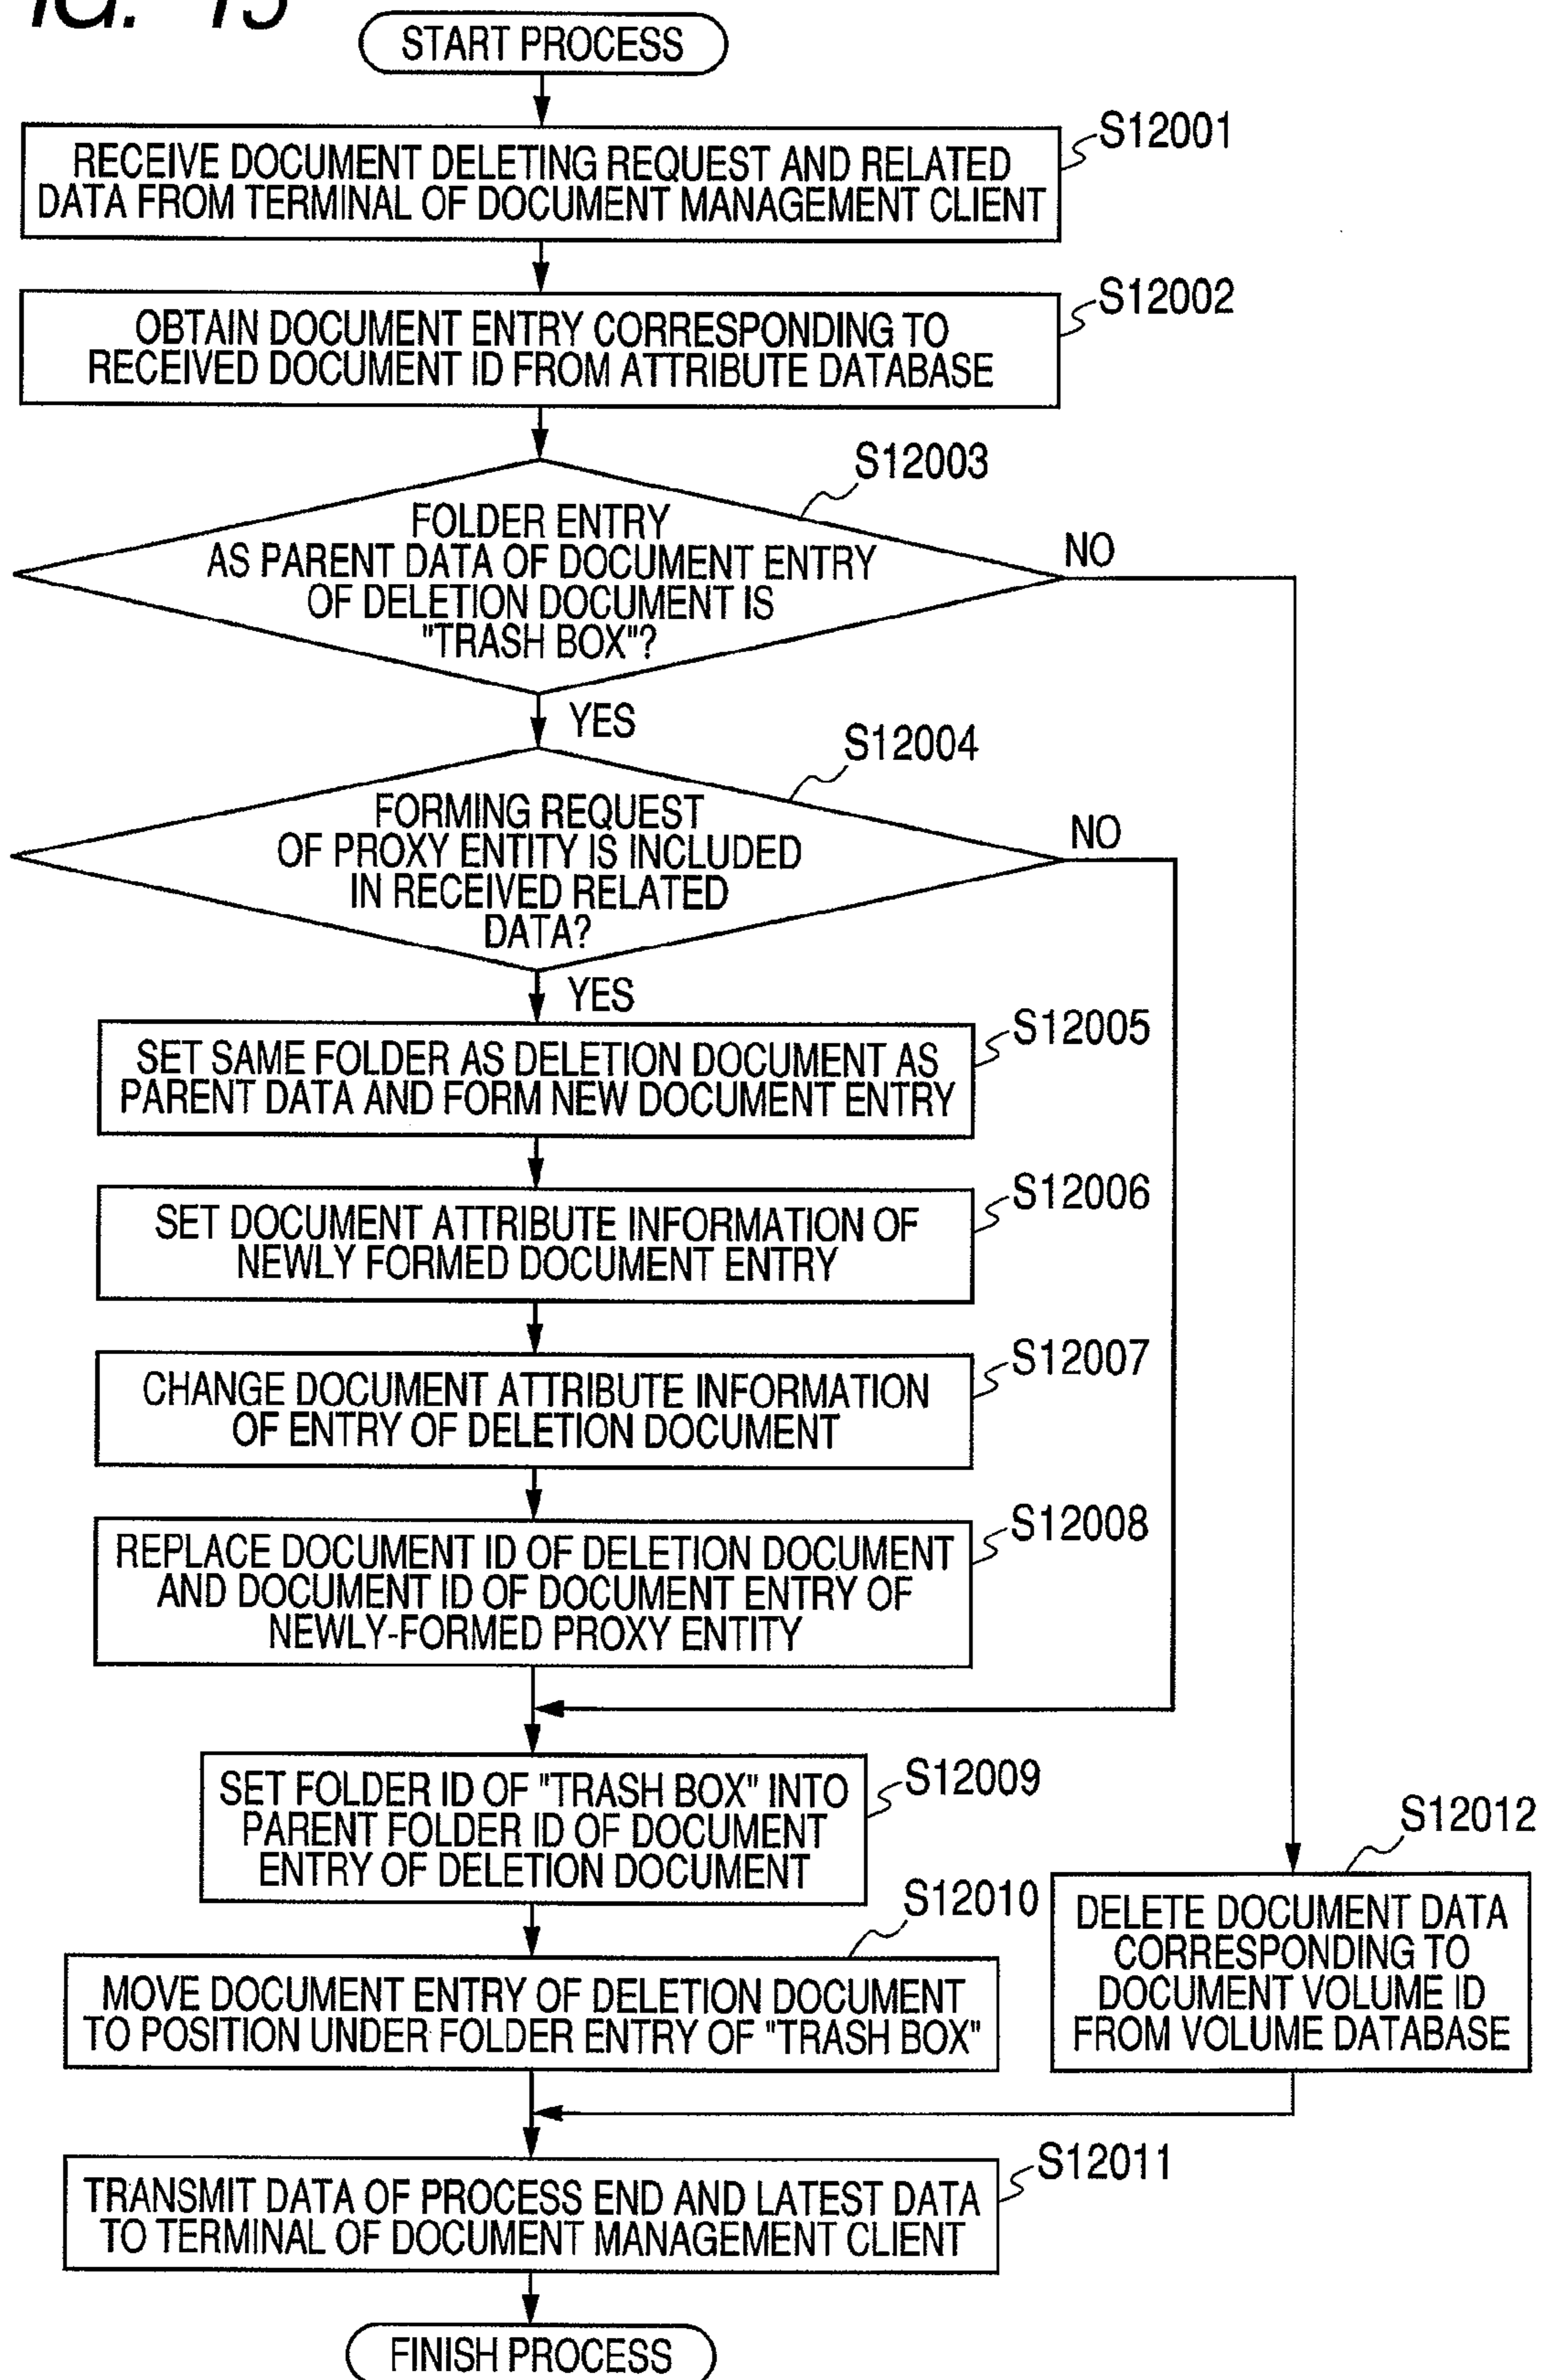 FIG. 15
START PROCESS
S12001
RECEIVE DOCUMENT DELETING REQUEST AND RELATED
DATA FROM TERMINAL OF DOCUMENT MANAGEMENT CLIENT
S12002
OBTAIN DOCUMENT ENTRY CORRESPONDING TO
RECEIVED DOCUMENT ID FROM ATTRIBUTE DATABASE
S12003
FOLDER ENTRY
AS PARENT DATA OF DOCUMENT ENTRY
OF DELETION DOCUMENT IS
"TRASH BOX"?
NO
YES
S12004
FORMING REQUEST
OF PROXY ENTITY IS INCLUDED
IN RECEIVED RELATED
DATA?
NO
YES
S12005
SET SAME FOLDER AS DELETION DOCUMENT AS
PARENT DATA AND FORM NEW DOCUMENT ENTRY
S12006
SET DOCUMENT ATTRIBUTE INFORMATION OF
NEWLY FORMED DOCUMENT ENTRY
S12007
CHANGE DOCUMENT ATTRIBUTE INFORMATION
OF ENTRY OF DELETION DOCUMENT
S12008
REPLACE DOCUMENT ID OF DELETION DOCUMENT
AND DOCUMENT ID OF DOCUMENT ENTRY OF
NEWLY-FORMED PROXY ENTITY
S12009
SET FOLDER ID OF "TRASH BOX" INTO
PARENT FOLDER ID OF DOCUMENT
ENTRY OF DELETION DOCUMENT
S12010
MOVE DOCUMENT ENTRY OF DELETION DOCUMENT
TO POSITION UNDER FOLDER ENTRY OF "TRASH BOX"
S12012
DELETE DOCUMENT DATA
CORRESPONDING TO
DOCUMENT VOLUME ID
FROM VOLUME DATABASE
S12011
TRANSMIT DATA OF PROCESS END AND LATEST DATA
TO TERMINAL OF DOCUMENT MANAGEMENT CLIENT
FINISH PROCESS